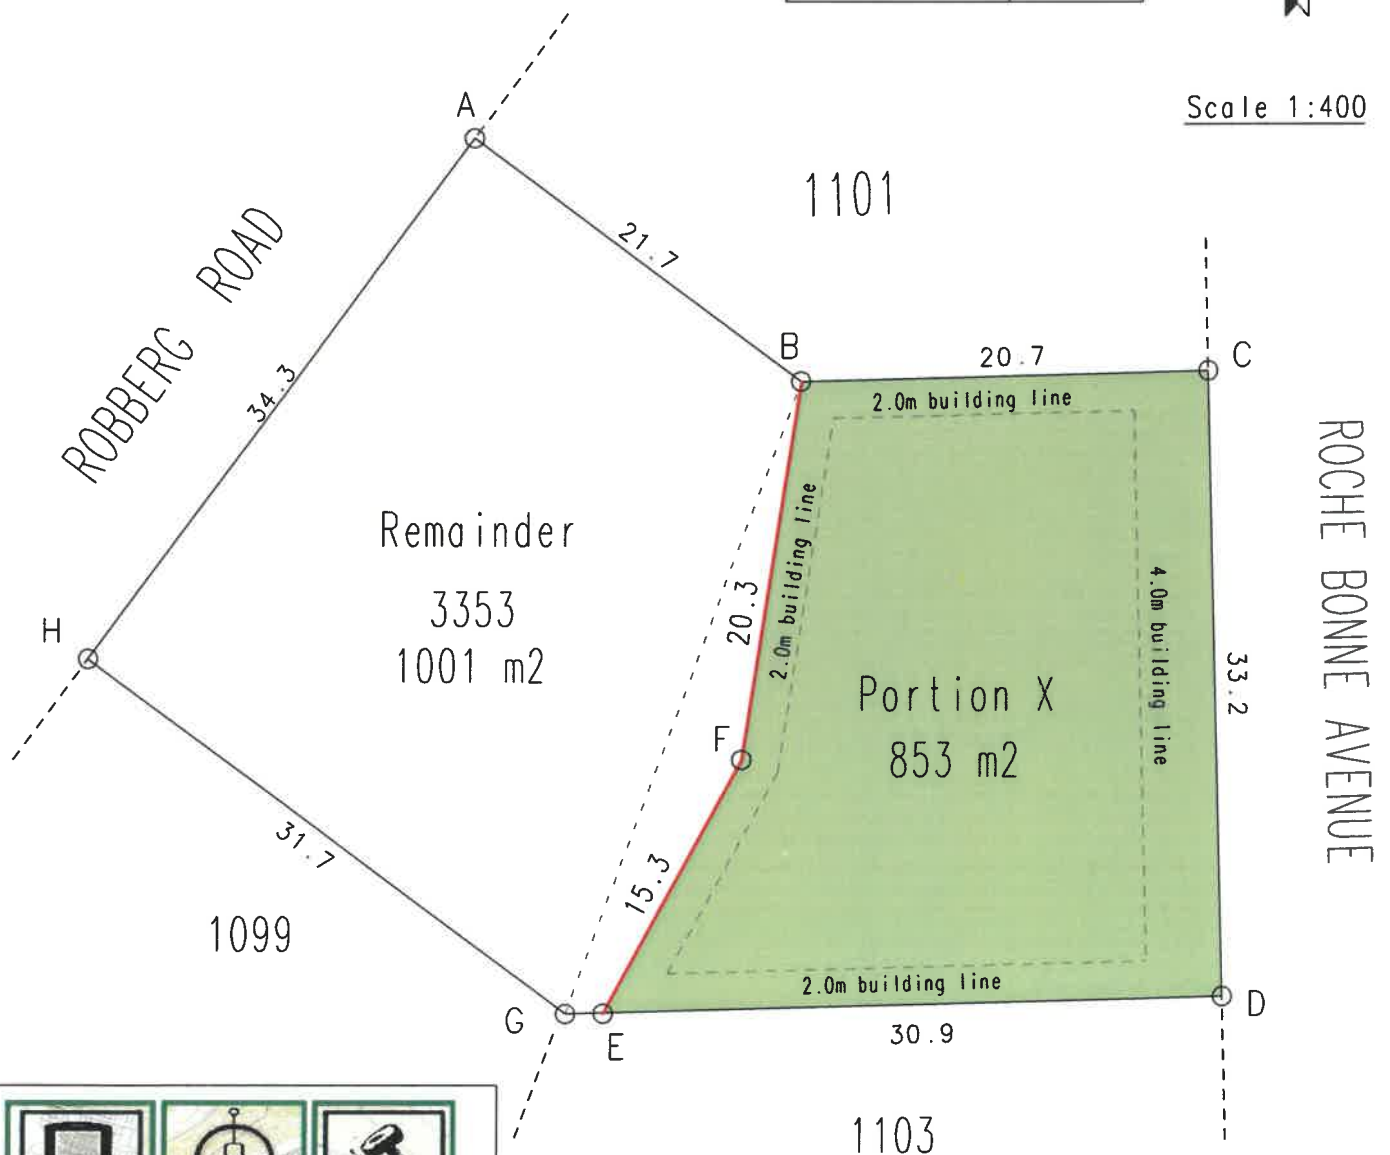 Scale 1:400
A
1101
21.7
ROBBERG ROAD
34.3
B
20.7
C
2.0m building line
ROCHE BONNE AVENUE
Remainder
3353
1001 m2
20.3
2.0m building line
4.0m building line
33.2
H
Portion X
853 m2
F
31.7
15.3
1099
2.0m building line
G
E
30.9
D
1103